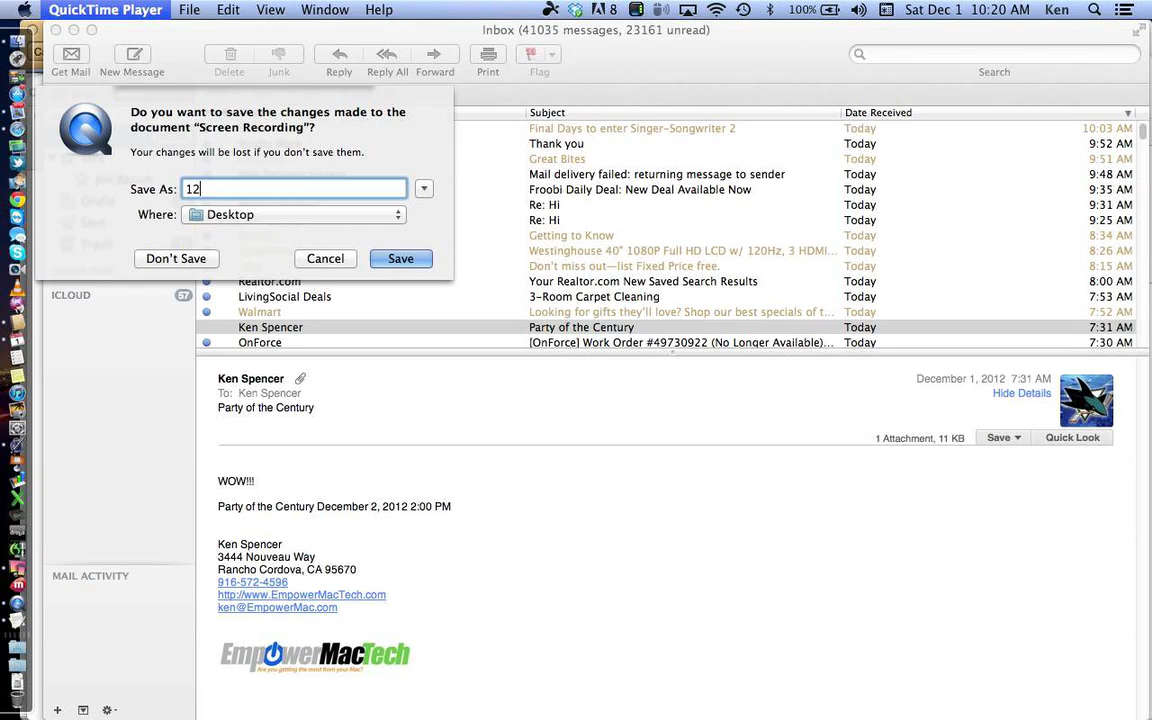 QuickTime Player File Edit View Window Help 8 100% Sat Dec 1 10:20 AM Ken
Inbox (41035 messages, 23161 unread)
Get Mail New Message Delete Junk Reply Reply All Forward Print Flag Search
Do you want to save the changes made to the
document “Screen Recording”?
Your changes will be lost if you don’t save them.
Save As: 12
Where: Desktop
Don’t Save Cancel Save
Subject Date Received
Final Days to enter Singer-Songwriter 2 Today 10:03 AM
Thank you Today 9:52 AM
Great Bites Today 9:51 AM
Mail delivery failed: returning message to sender Today 9:48 AM
Froobi Daily Deal: New Deal Available Now Today 9:35 AM
Re: Hi Today 9:31 AM
Re: Hi Today 9:25 AM
Getting to Know Today 8:34 AM
Westinghouse 40" 1080P Full HD LCD w/ 120Hz, 3 HDMI... Today 8:26 AM
Don’t miss out—list Fixed Price free. Today 8:15 AM
Realtor.com Your Realtor.com New Saved Search Results Today 8:00 AM
LivingSocial Deals 3-Room Carpet Cleaning Today 7:53 AM
Walmart Looking for gifts they’ll love? Shop our best specials of t... Today 7:52 AM
Ken Spencer Party of the Century Today 7:31 AM
OnForce [OnForce] Work Order #49730922 (No Longer Available)... Today 7:30 AM
Drafts
Sent
Trash
ICLOUD 57
MAIL ACTIVITY
Ken Spencer December 1, 2012 7:31 AM
To: Ken Spencer Hide Details
Party of the Century
1 Attachment, 11 KB Save Quick Look
WOW!!!
Party of the Century December 2, 2012 2:00 PM
Ken Spencer
3444 Nouveau Way
Rancho Cordova, CA 95670
916-572-4596
http://www.EmpowerMacTech.com
ken@EmpowerMac.com
EmpowerMacTech
Are you getting the most from your Mac?